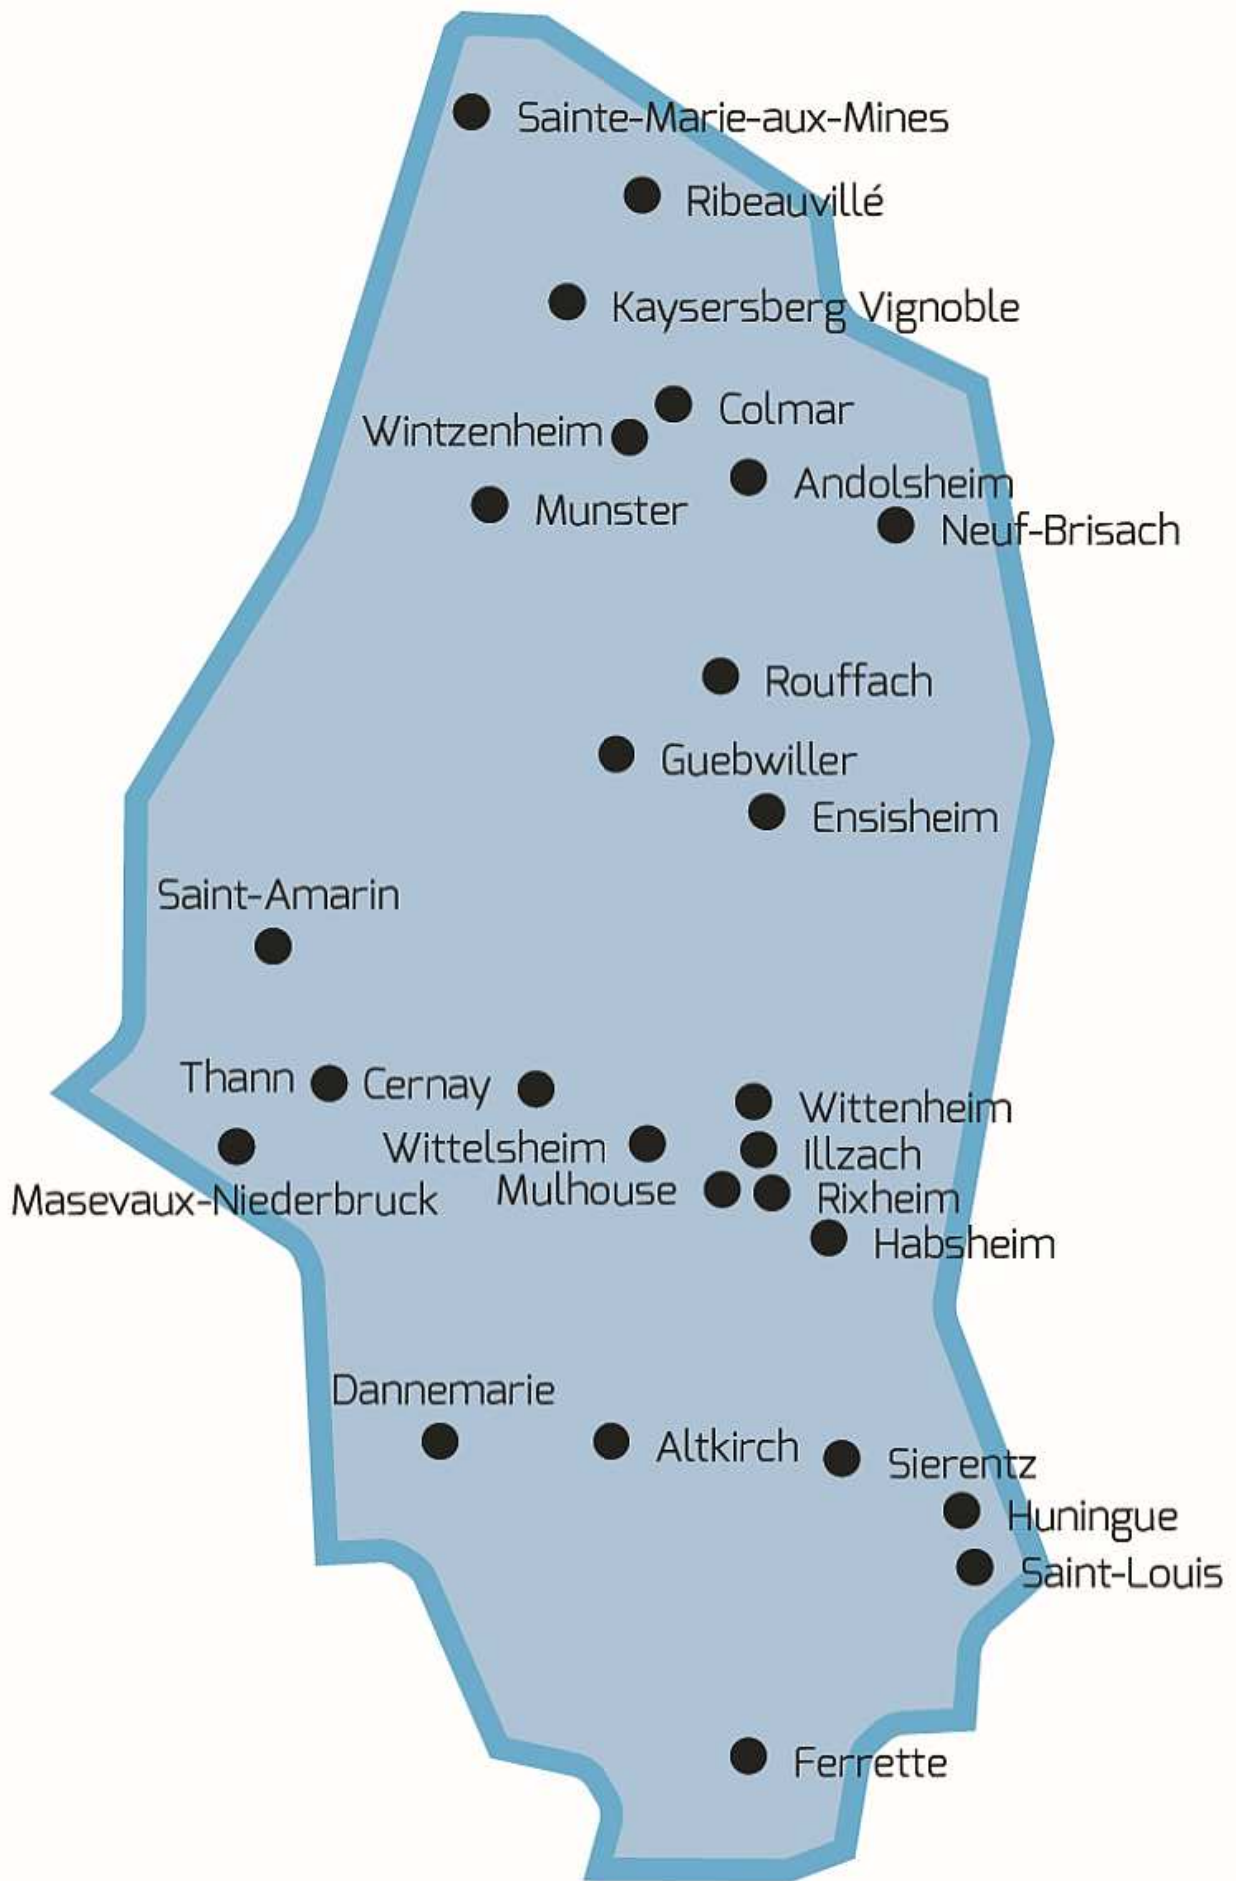 Sainte-Marie-aux-Mines
Ribeauvillé
Kaysersberg Vignoble
Colmar
Wintzenheim
Andolsheim
Munster
Neuf-Brisach
Rouffach
Guebwiller
Ensisheim
Saint-Amarin
Thann
Cernay
Wittenheim
Wittelsheim
Illzach
Mulhouse
Rixheim
Masevaux-Niederbruck
Habsheim
Dannemarie
Altkirch
Sierentz
Huningue
Saint-Louis
Ferrette